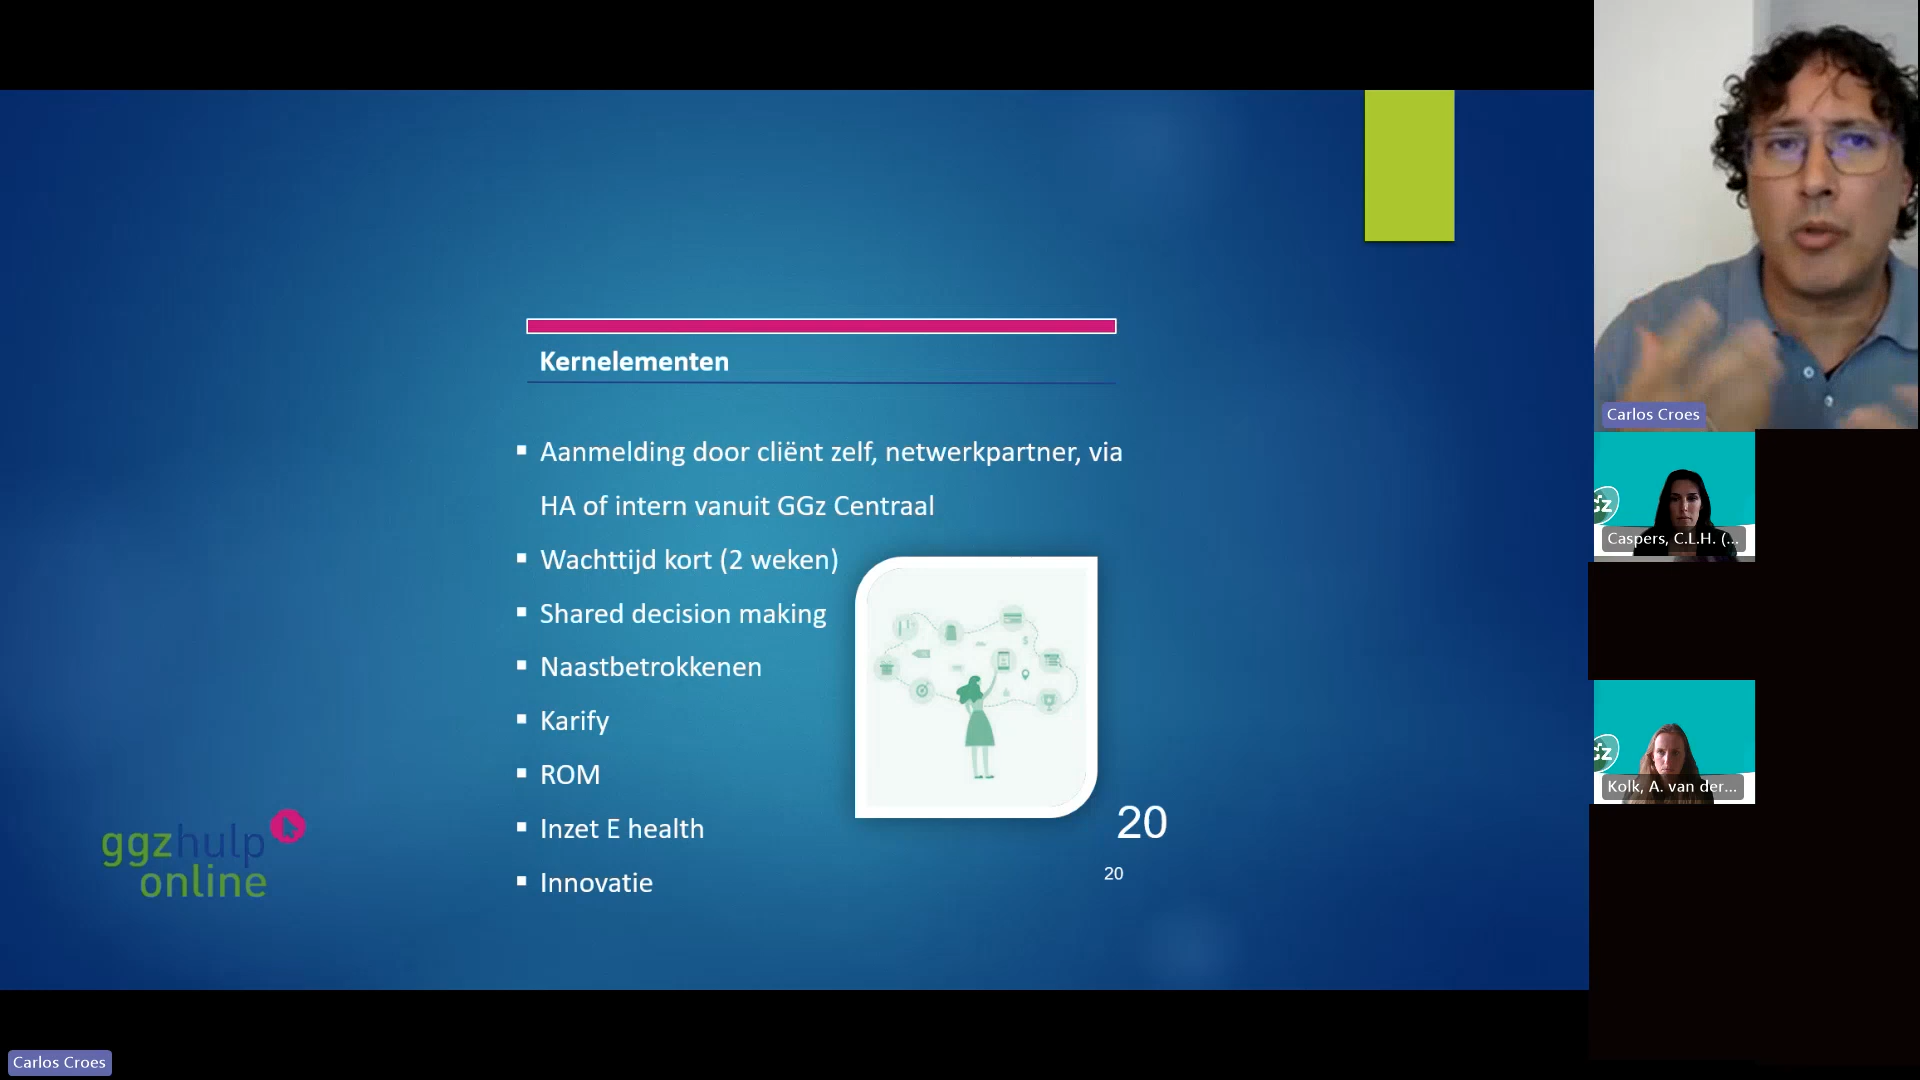 Kernelementen
▪ Aanmelding door cliënt zelf, netwerkpartner, via
HA of intern vanuit GGz Centraal
▪ Wachttijd kort (2 weken)
▪ Shared decision making
▪ Naastbetrokkenen
▪ Karify
▪ ROM
▪ Inzet E health
▪ Innovatie
20
20
ggzhulp
online
Carlos Croes
Caspers, C.L.H. (...
Kolk, A. van der...
Carlos Croes